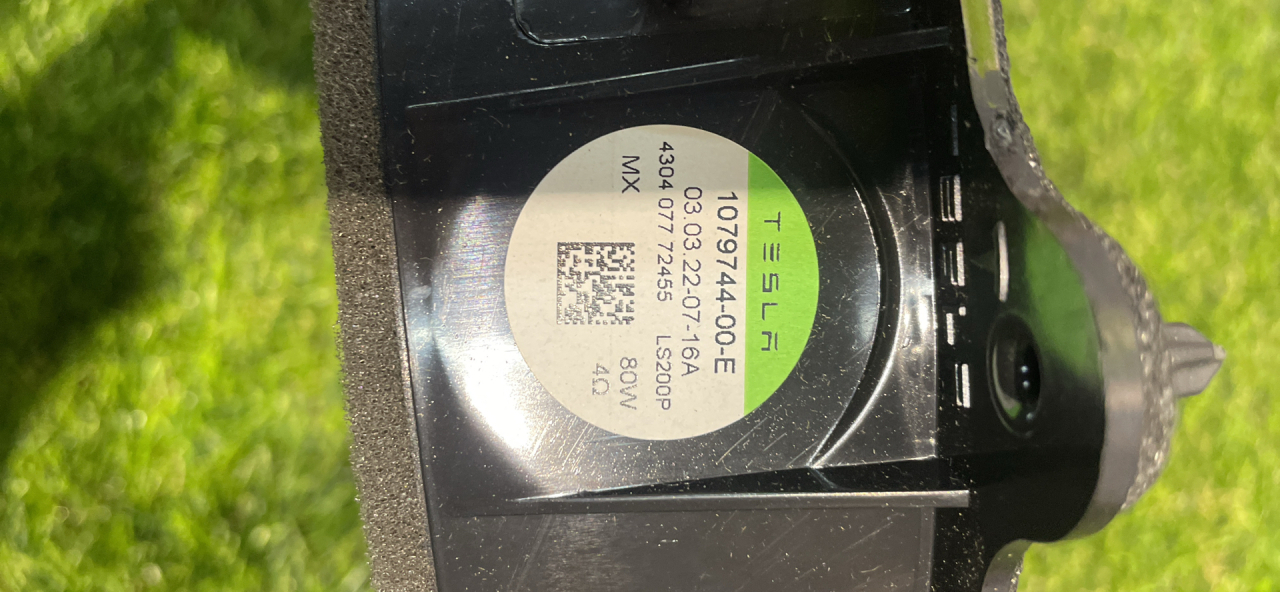 TESLA
1079744-00-E
03.03.22-07-16A
4304 077 72455 LS200P
MX 80W
4Ω